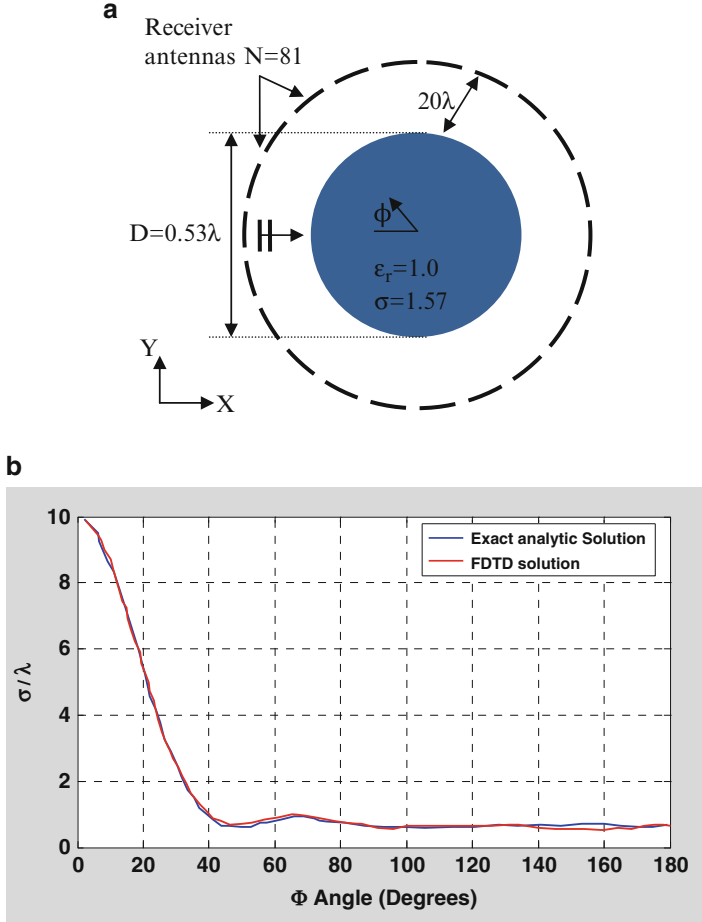 a
Receiver
antennas N=81
20λ
D=0.53λ
ϕ
εr=1.0
σ=1.57
Y
X
b
10
8
6
4
2
0
σ / λ
Exact analytic Solution
FDTD solution
0 20 40 60 80 100 120 140 160 180
Φ Angle (Degrees)